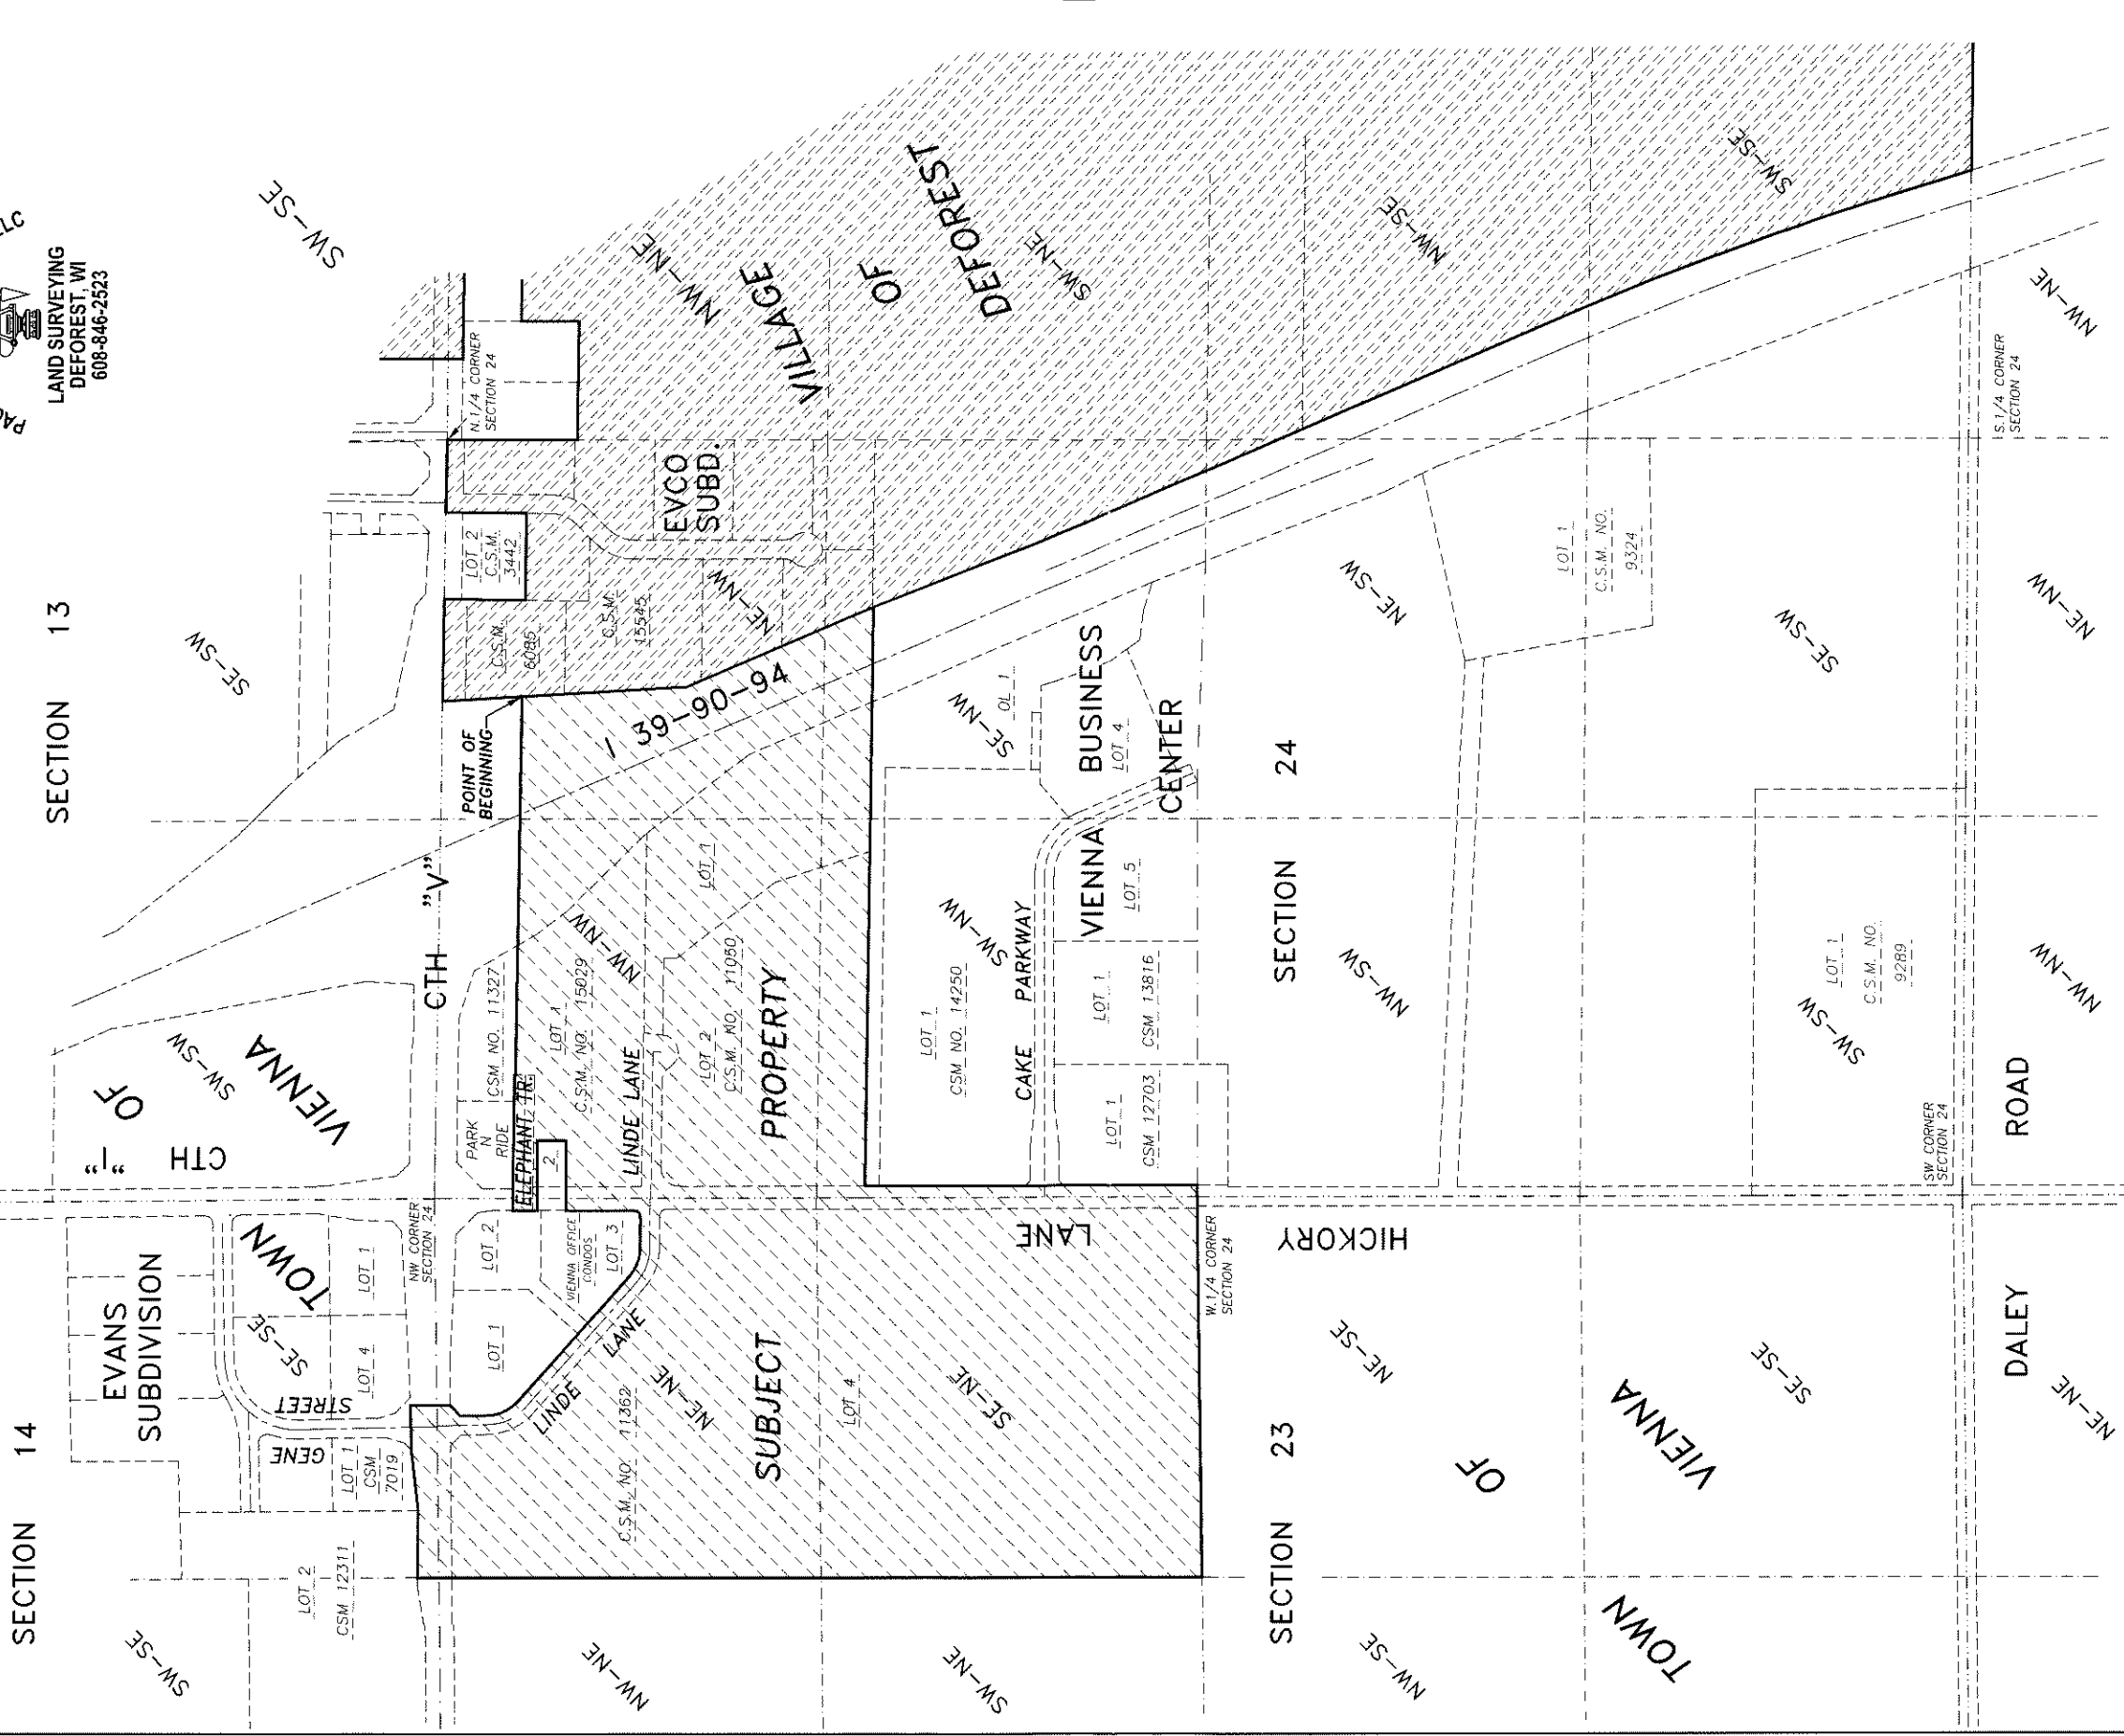 LLC
LAND SURVEYING
DEFOREST, WI
608-846-2523
SECTION 14
SECTION 13
SW-SE
SE-SE
SW-SW
SE-SW
SW-SE
EVANS
SUBDIVISION
TOWN
OF
VIENNA
CTH "I"
GENE
STREET
LOT 1
LOT 4
LOT 1
CSM
7019
LOT 2
CSM 12311
NW CORNER
SECTION 24
CTH "V"
N.1/4 CORNER
SECTION 24
POINT OF
BEGINNING
LOT 2
C.S.M.
3442
C.S.M.
6085
C.S.M.
15545
EVCO
SUBD.
NE-NW
NW-NE
VILLAGE
OF
DEFOREST
SW-NE
NW-SE
SW-SE
LOT 1
LOT 2
VIENNA OFFICE
CONDOS
LOT 3
PARK
N
RIDE
CSM NO. 11327
ELEPHANT TR.
2
LOT 1
C.S.M. NO. 15029
NW-NW
LINDE LANE
LINDE LANE
LOT 1
LOT 2
C.S.M. NO. 11050
I 39-90-94
C.S.M. NO. 11362
NE-NE
SUBJECT PROPERTY
LOT 4
SE-NE
NW-NE
SW-NE
LOT 1
CSM NO. 14250
SW-NW
SE-NW
OL 1
CAKE PARKWAY
VIENNA BUSINESS
CENTER
LOT 4
LOT 5
LOT 1
CSM 13816
LOT 1
CSM 12703
HICKORY LANE
W.1/4 CORNER
SECTION 24
SECTION 23
SECTION 24
NW-SE
NE-SE
NW-SW
NE-SW
LOT 1
C.S.M. NO.
9324
TOWN
OF
VIENNA
SE-SE
SW-SW
SE-SW
LOT 1
C.S.M. NO.
9289
SW CORNER
SECTION 24
S.1/4 CORNER
SECTION 24
DALEY ROAD
NE-NE
NW-NW
NE-NW
NW-NE